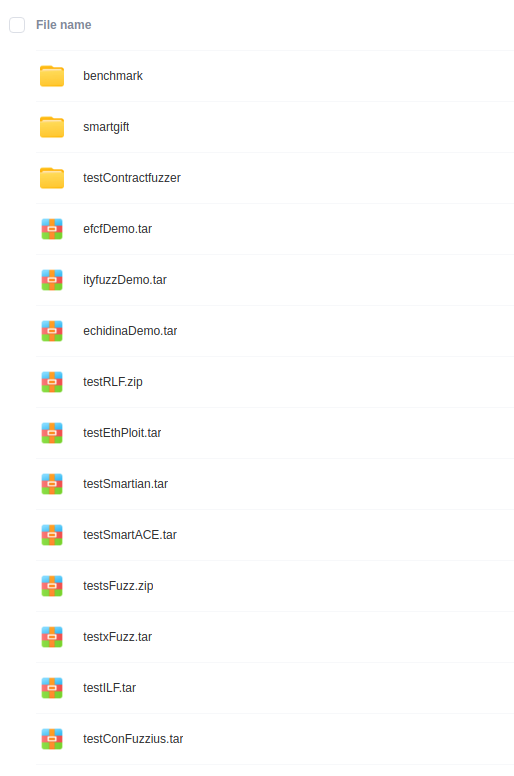 File name
benchmark
smartgift
testContractfuzzer
efcfDemo.tar
ityfuzzDemo.tar
echidinaDemo.tar
testRLF.zip
testEthPloit.tar
testSmartian.tar
testSmartACE.tar
testsFuzz.zip
testxFuzz.tar
testILF.tar
testConFuzzius.tar